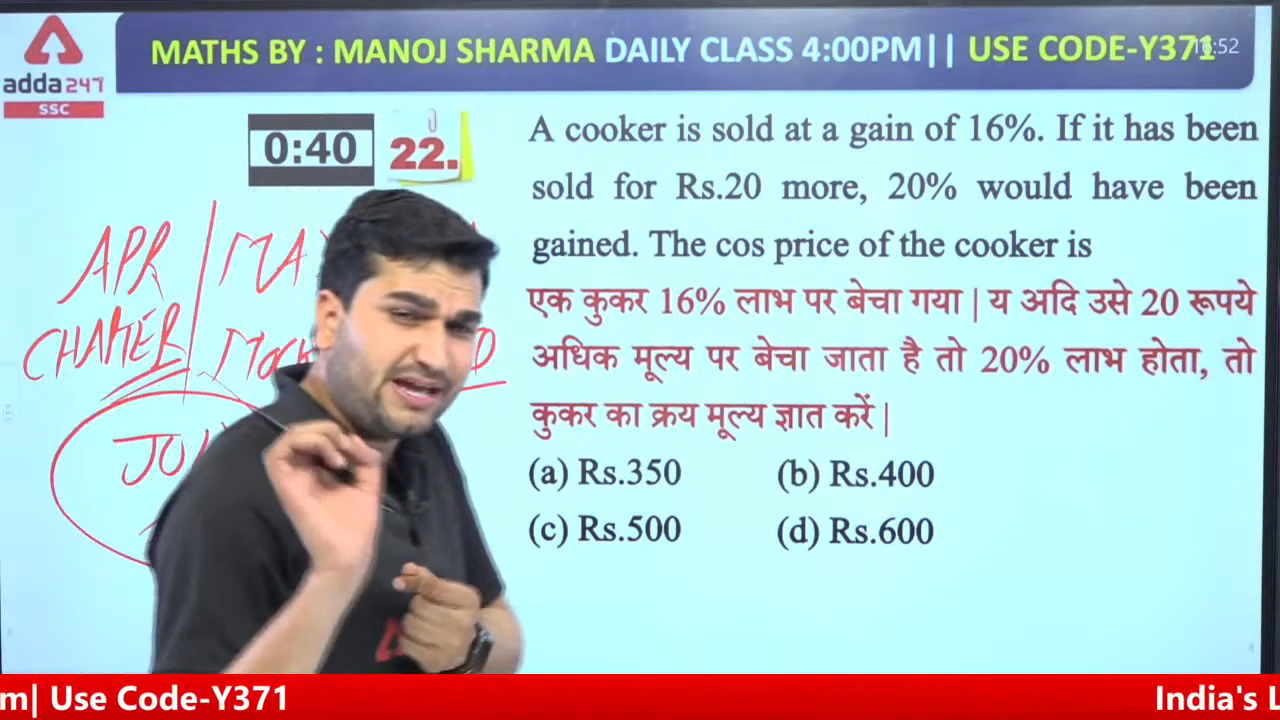 MATHS BY : MANOJ SHARMA DAILY CLASS 4:00PM|| USE CODE-Y371
:52
adda247
SSC
0:40
22.
A cooker is sold at a gain of 16%. If it has been
sold for Rs.20 more, 20% would have been
gained. The cos price of the cooker is
एक कुकर 16% लाभ पर बेचा गया | य अदि उसे 20 रूपये
अधिक मूल्य पर बेचा जाता है तो 20% लाभ होता, तो
कुकर का क्रय मूल्य ज्ञात करें |
(a) Rs.350 (b) Rs.400
(c) Rs.500 (d) Rs.600
APR
MA
m| Use Code-Y371
India's L